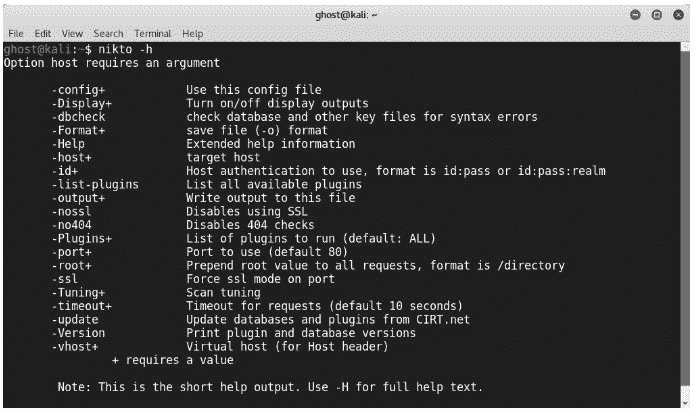 ghost@kali: ~
File Edit View Search Terminal Help
ghost@kali:~$ nikto -h
Option host requires an argument
-config+ Use this config file
-Display+ Turn on/off display outputs
-dbcheck check database and other key files for syntax errors
-Format+ save file (-o) format
-Help Extended help information
-host+ target host
-id+ Host authentication to use, format is id:pass or id:pass:realm
-list-plugins List all available plugins
-output+ Write output to this file
-nossl Disables using SSL
-no404 Disables 404 checks
-Plugins+ List of plugins to run (default: ALL)
-port+ Port to use (default 80)
-root+ Prepend root value to all requests, format is /directory
-ssl Force ssl mode on port
-Tuning+ Scan tuning
-timeout+ Timeout for requests (default 10 seconds)
-update Update databases and plugins from CIRT.net
-Version Print plugin and database versions
-vhost+ Virtual host (for Host header)
+ requires a value
Note: This is the short help output. Use -H for full help text.